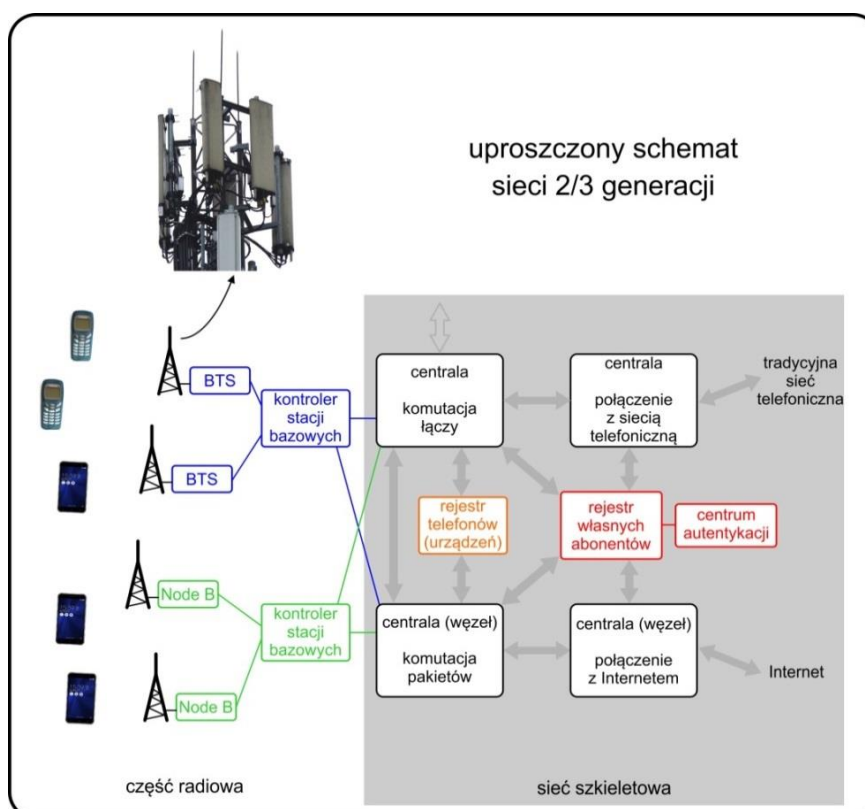 uproszczony schemat
sieci 2/3 generacji
BTS
BTS
Node B
Node B
kontroler
stacji
bazowych
kontroler
stacji
bazowych
centrala
komutacja
łączy
centrala
połączenie
z siecią
telefoniczną
tradycyjna
sieć
telefoniczna
rejestr
telefonów
(urządzeń)
rejestr
własnych
abonentów
centrum
autentykacji
centrala (węzeł)
komutacja
pakietów
centrala (węzeł)
połączenie
z Internetem
Internet
część radiowa
sieć szkieletowa